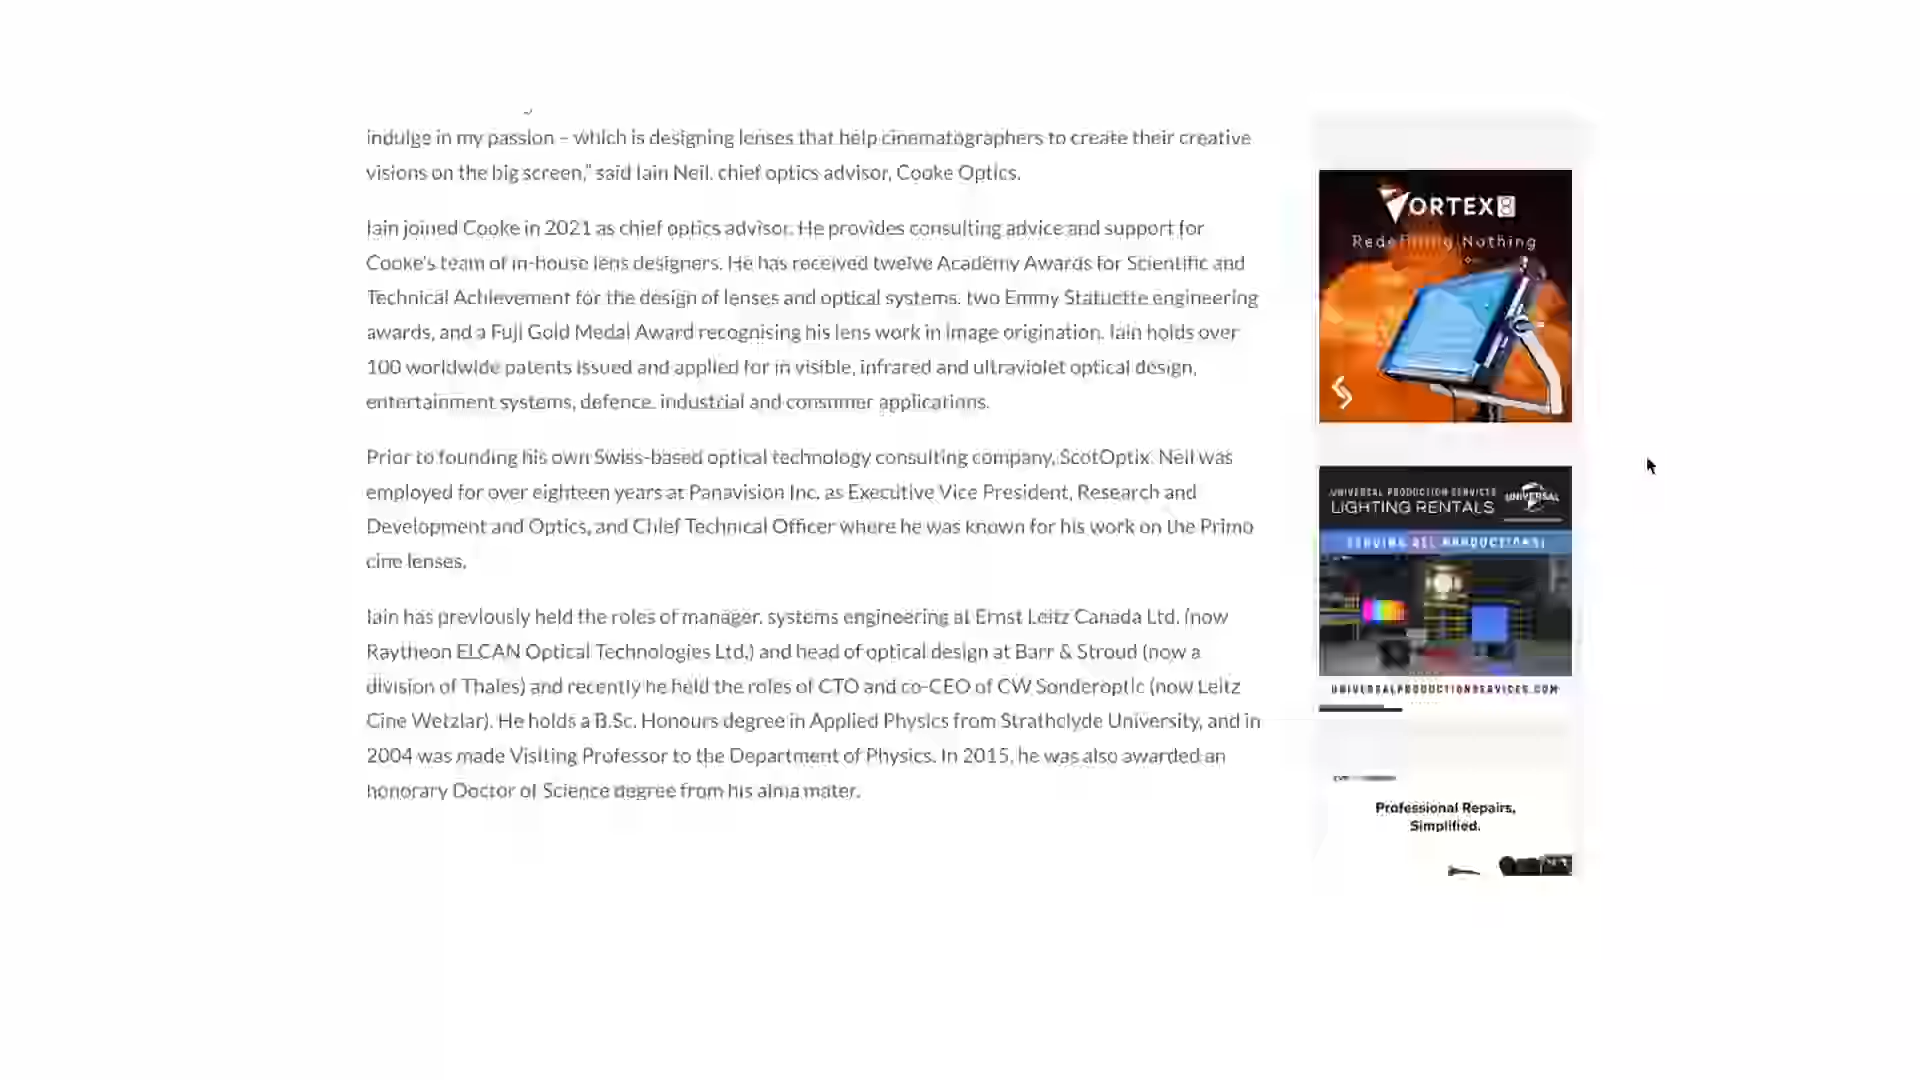 indulge in my passion – which is designing lenses that help cinematographers to create their creative
visions on the big screen,” said Iain Neil, chief optics advisor, Cooke Optics.
Iain joined Cooke in 2021 as chief optics advisor. He provides consulting advice and support for
Cooke's team of in-house lens designers. He has received twelve Academy Awards for Scientific and
Technical Achievement for the design of lenses and optical systems, two Emmy Statuette engineering
awards, and a Fuji Gold Medal Award recognising his lens work in image origination. Iain holds over
100 worldwide patents issued and applied for in visible, infrared and ultraviolet optical design,
entertainment systems, defence, industrial and consumer applications.
Prior to founding his own Swiss-based optical technology consulting company, ScotOptix, Neil was
employed for over eighteen years at Panavision Inc. as Executive Vice President, Research and
Development and Optics, and Chief Technical Officer where he was known for his work on the Primo
cine lenses.
Iain has previously held the roles of manager, systems engineering at Ernst Leitz Canada Ltd. (now
Raytheon ELCAN Optical Technologies Ltd.) and head of optical design at Barr & Stroud (now a
division of Thales) and recently he held the roles of CTO and co-CEO of CW Sonderoptic (now Leitz
Cine Wetzlar). He holds a B.Sc. Honours degree in Applied Physics from Strathclyde University, and in
2004 was made Visiting Professor to the Department of Physics. In 2015, he was also awarded an
honorary Doctor of Science degree from his alma mater.
VORTEX8
Redefining Nothing
UNIVERSAL PRODUCTION SERVICES
LIGHTING RENTALS
UNIVERSAL
SERVING ALL PRODUCTIONS!
UNIVERSALPRODUCTIONSERVICES.COM
Professional Repairs,
Simplified.